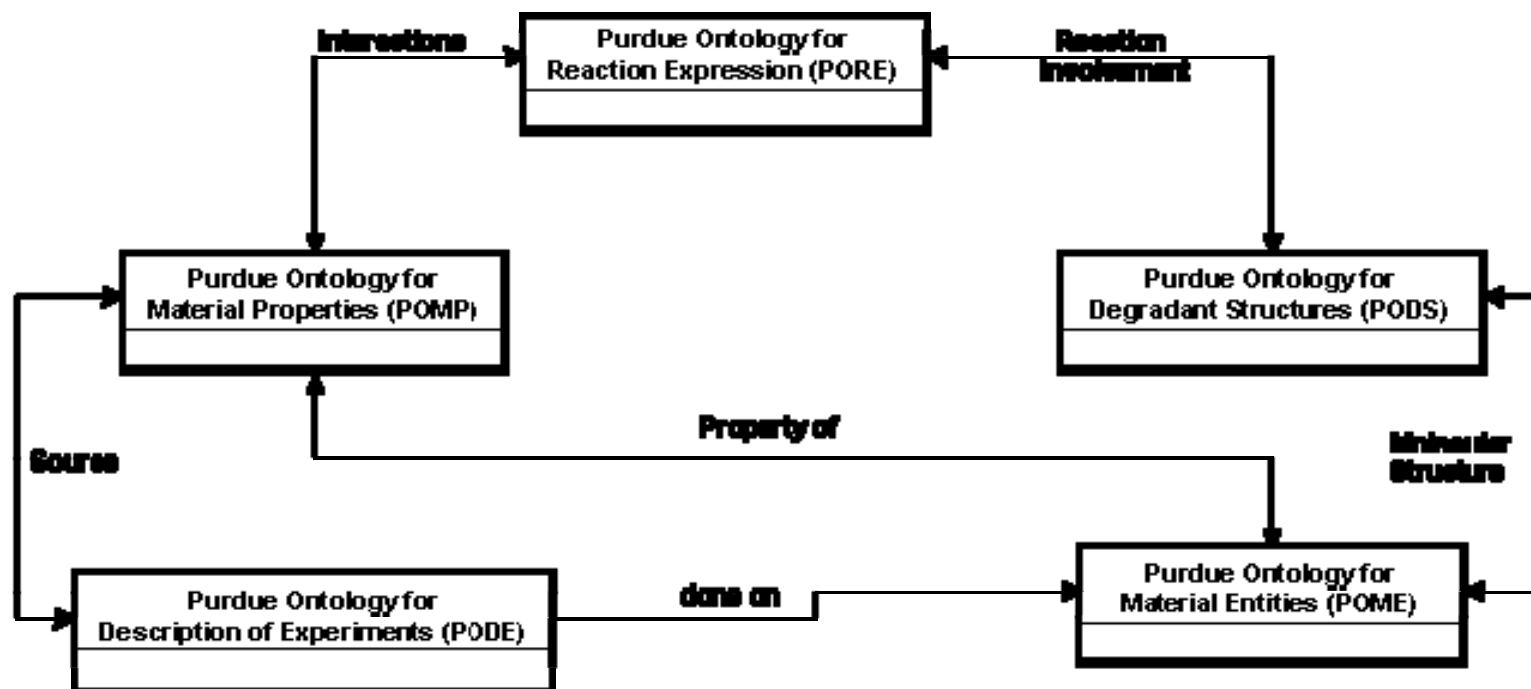 Interactions
Purdue Ontology for
Reaction Expression (PORE)
Reaction
Involvement
Purdue Ontology for
Material Properties (POMP)
Purdue Ontology for
Degradant Structures (PODS)
Property of
Source
Structure
Purdue Ontology for
Description of Experiments (PODE)
done on
Purdue Ontology for
Material Entities (POME)